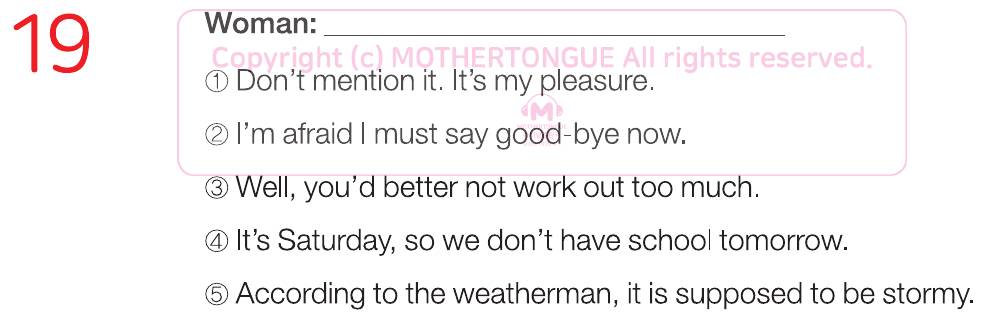 19
Woman:
Copyright (c) MOTHERTONGUE All rights reserved.
① Don't mention it. It's my pleasure.
M
② I'm afraid I must say good-bye now.
③ Well, you'd better not work out too much.
④ It's Saturday, so we don't have school tomorrow.
⑤ According to the weatherman, it is supposed to be stormy.